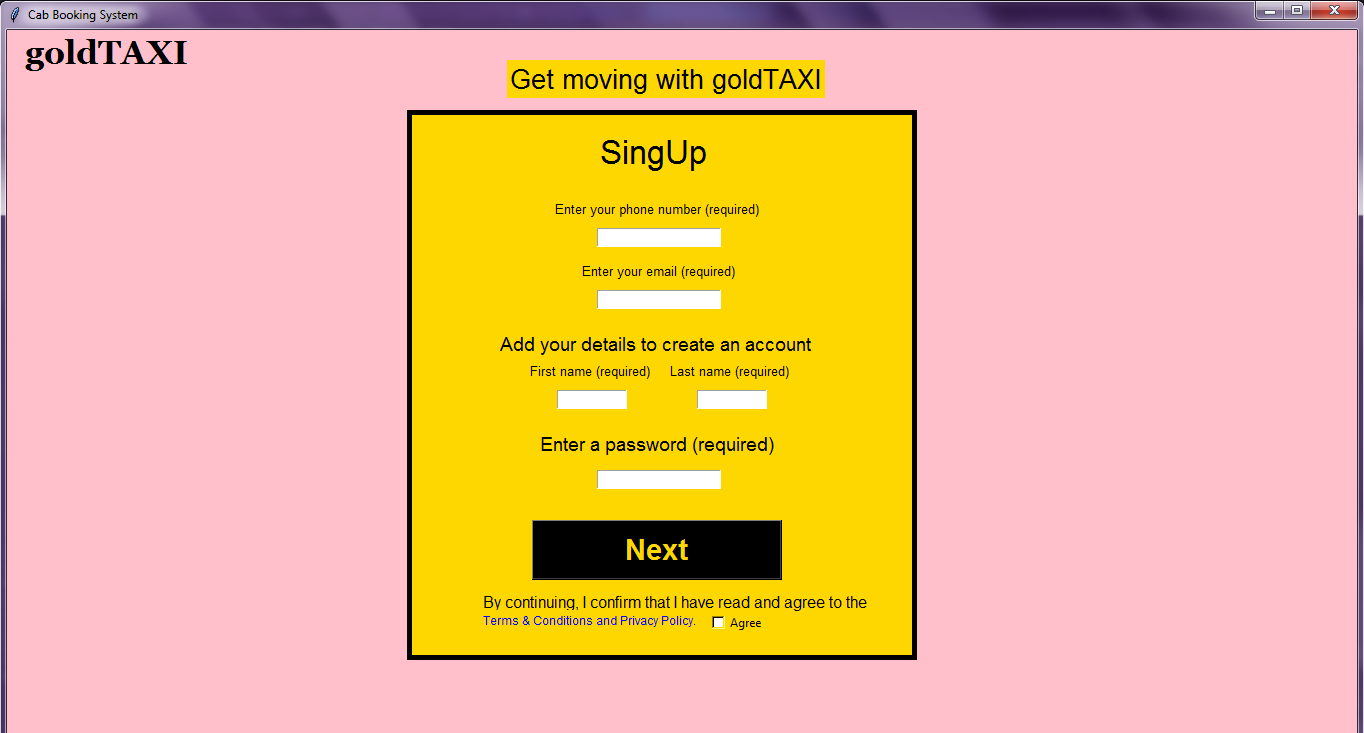 Cab Booking System
goldTAXI
Get moving with goldTAXI
SingUp
Enter your phone number (required)
Enter your email (required)
Add your details to create an account
First name (required) Last name (required)
Enter a password (required)
Next
By continuing, I confirm that I have read and agree to the
Terms & Conditions and Privacy Policy. Agree